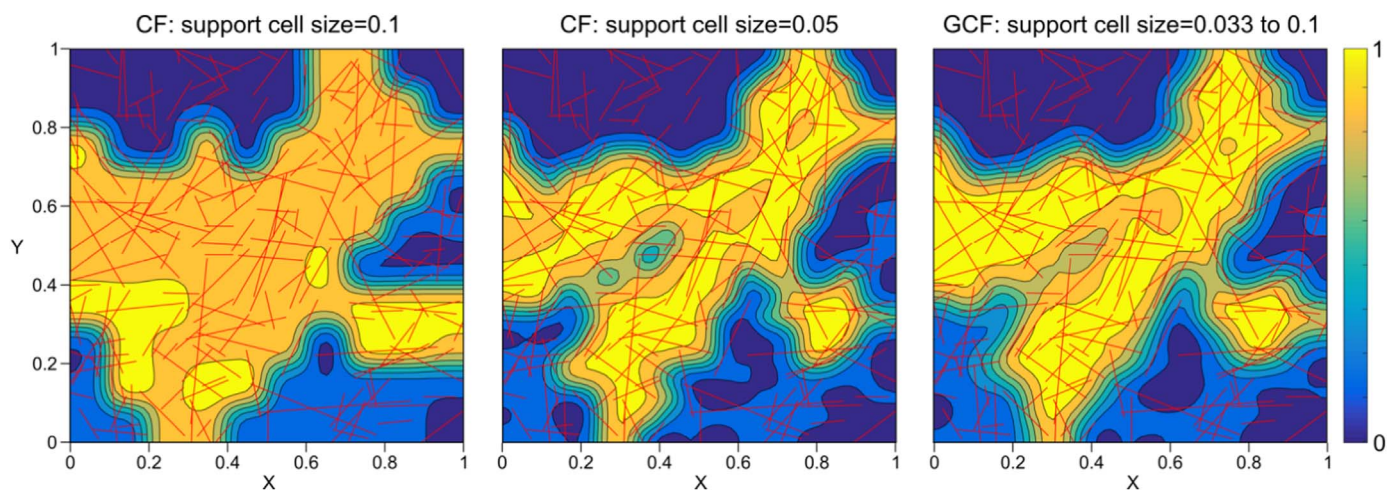 CF: support cell size=0.1
CF: support cell size=0.05
GCF: support cell size=0.033 to 0.1
1
0.8
0.6
Y
0.4
0.2
0
0 0.2 0.4 0.6 0.8 1
X
0 0.2 0.4 0.6 0.8 1
X
0 0.2 0.4 0.6 0.8 1
X
1
0